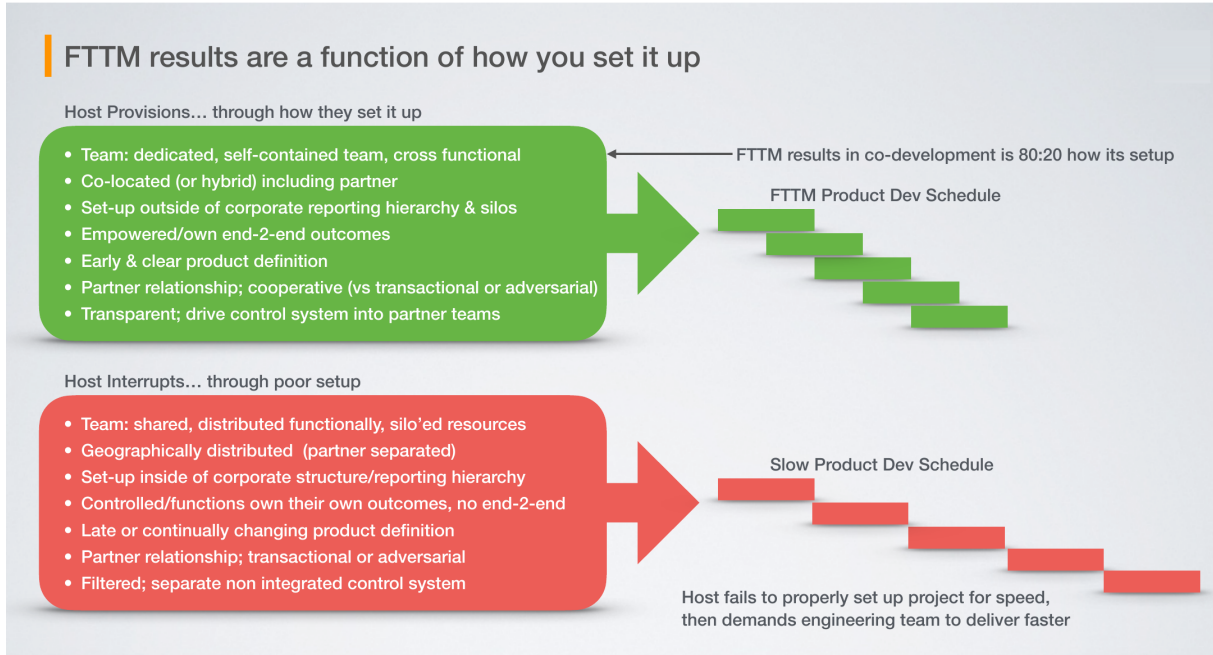 FTTM results are a function of how you set it up
Host Provisions… through how they set it up
• Team: dedicated, self-contained team, cross functional
• Co-located (or hybrid) including partner
• Set-up outside of corporate reporting hierarchy & silos
• Empowered/own end-2-end outcomes
• Early & clear product definition
• Partner relationship; cooperative (vs transactional or adversarial)
• Transparent; drive control system into partner teams
FTTM results in co-development is 80:20 how its setup
FTTM Product Dev Schedule
Host Interrupts… through poor setup
• Team: shared, distributed functionally, silo’ed resources
• Geographically distributed  (partner separated)
• Set-up inside of corporate structure/reporting hierarchy
• Controlled/functions own their own outcomes, no end-2-end
• Late or continually changing product definition
• Partner relationship; transactional or adversarial
• Filtered; separate non integrated control system
Slow Product Dev Schedule
Host fails to properly set up project for speed,
then demands engineering team to deliver faster